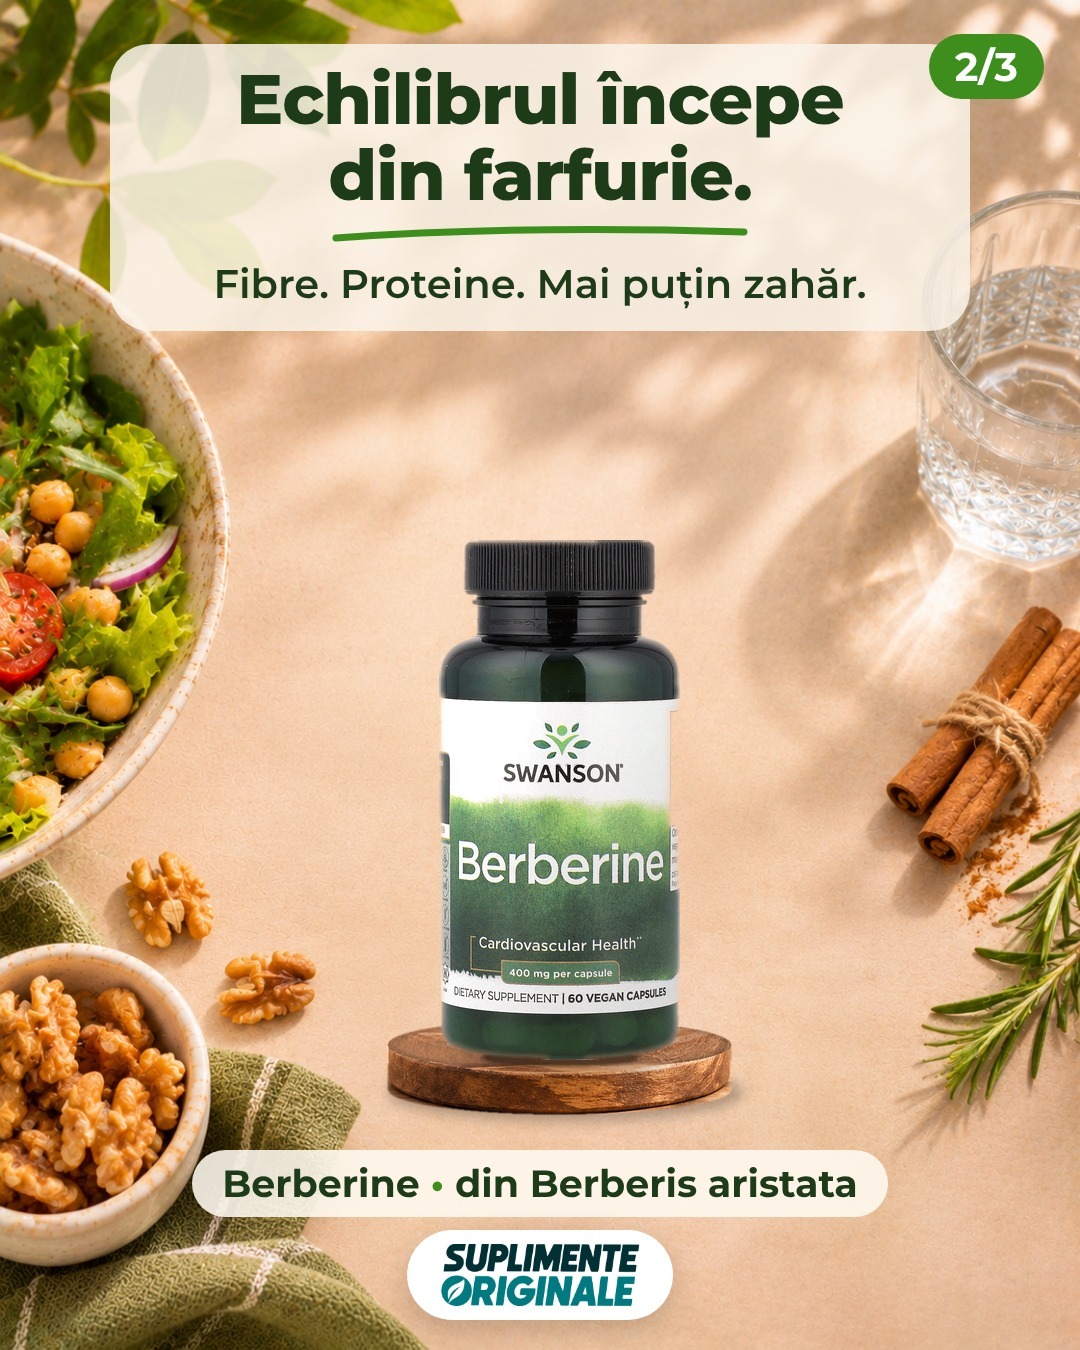 Echilibrul începe
2/3
din farfurie.
Fibre. Proteine. Mai puțin zahăr.
SWANSON
Berberine
Cardiovascular Health
400 mg per capsule
DIETARY SUPPLEMENT | 60 VEGAN CAPSULES
Berberine • din Berberis aristata
SUPLIMENTE
ORIGINALE